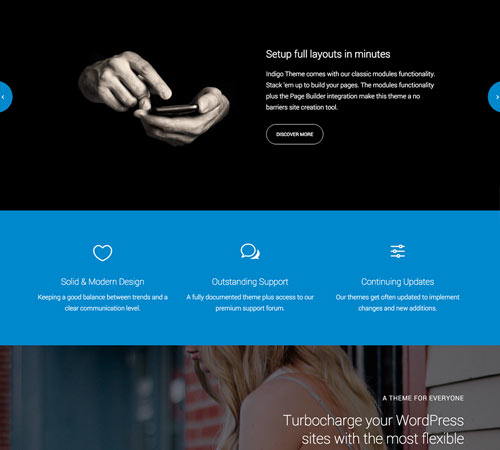 Setup full layouts in minutes
Indigo Theme comes with our classic modules functionality.
Stack 'em up to build your pages. The modules functionality
plus the Page Builder integration make this theme a no
barriers site creation tool.
DISCOVER MORE
Solid & Modern Design
Outstanding Support
Continuing Updates
Keeping a good balance between trends and a
clear communication level.
A fully documented theme plus access to our
premium support forum.
Our themes get often updated to implement
changes and new additions.
A THEME FOR EVERYONE
Turbocharge your WordPress
sites with the most flexible